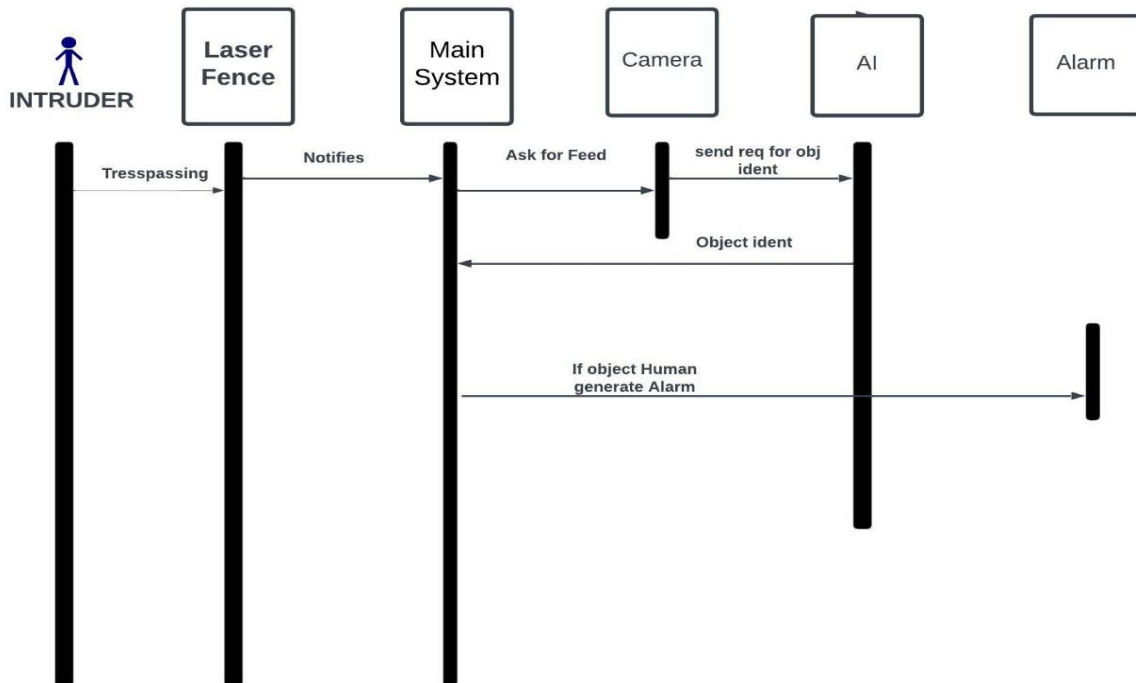 INTRUDER
Laser
Fence
Main
System
Camera
AI
Alarm
Tresspassing
Notifies
Ask for Feed
send req for obj
ident
Object ident
If object Human
generate Alarm